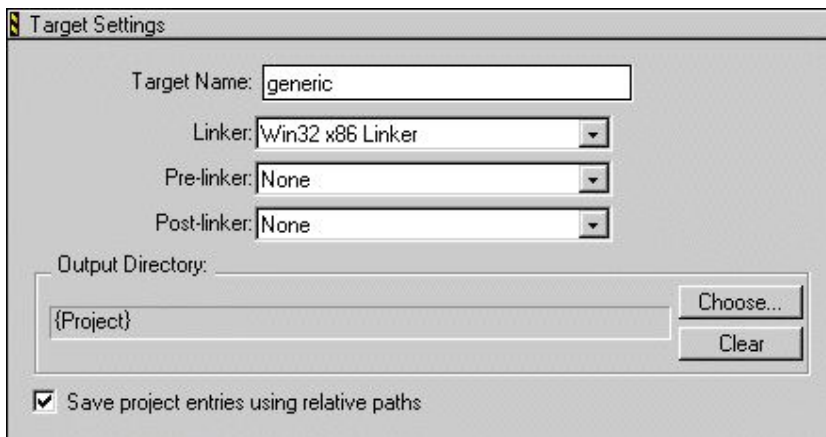 Target Settings
Target Name: generic
Linker: Win32 x86 Linker
Pre-linker: None
Post-linker: None
Output Directory:
{Project}
Choose...
Clear
Save project entries using relative paths